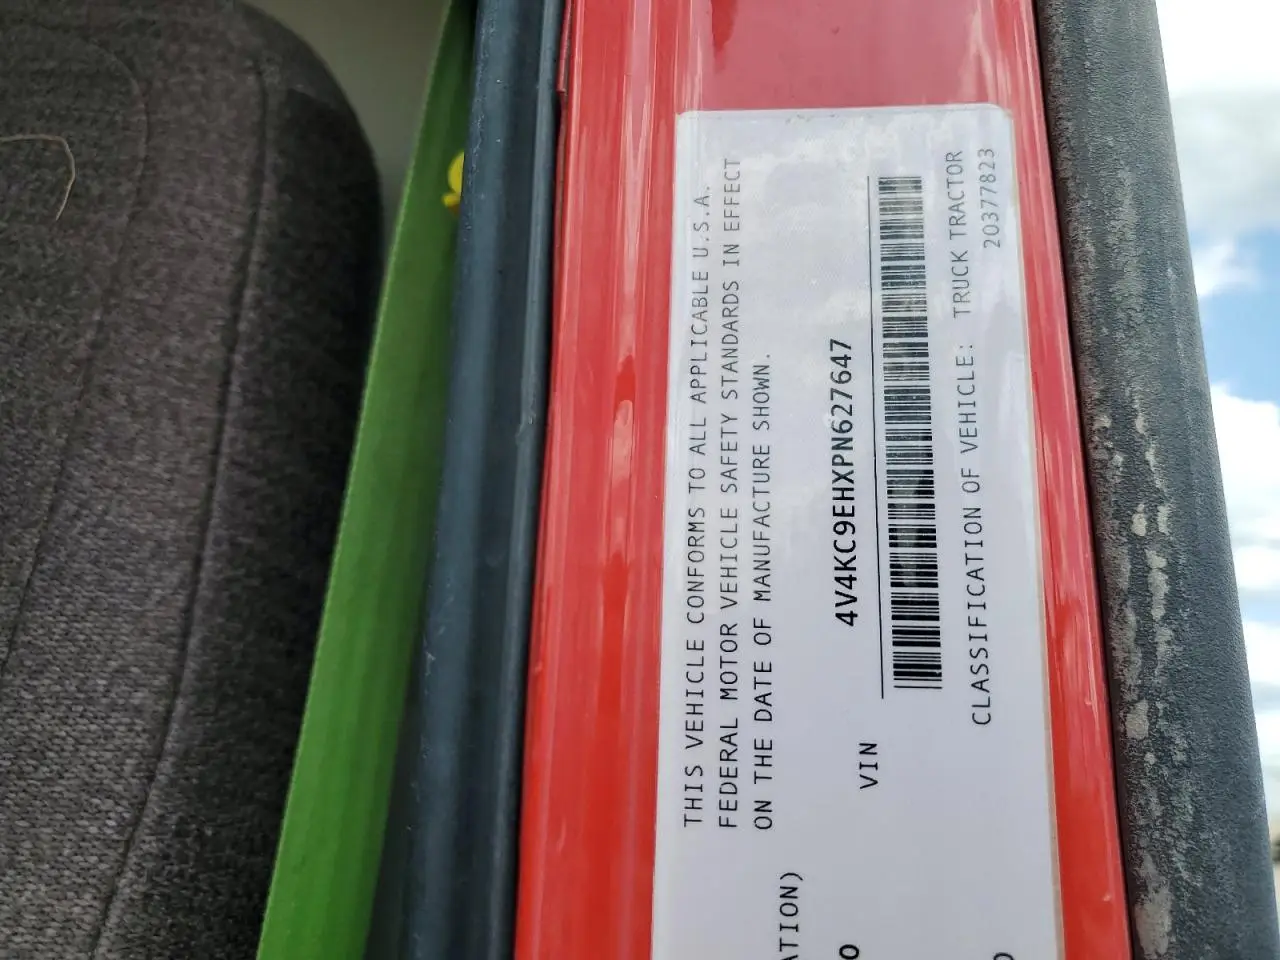 THIS VEHICLE CONFORMS TO ALL APPLICABLE U.S.A.
FEDERAL MOTOR VEHICLE SAFETY STANDARDS IN EFFECT
ON THE DATE OF MANUFACTURE SHOWN.
ATION)
4V4KC9EHXPN627647
VIN
CLASSIFICATION OF VEHICLE: TRUCK TRACTOR
20377823